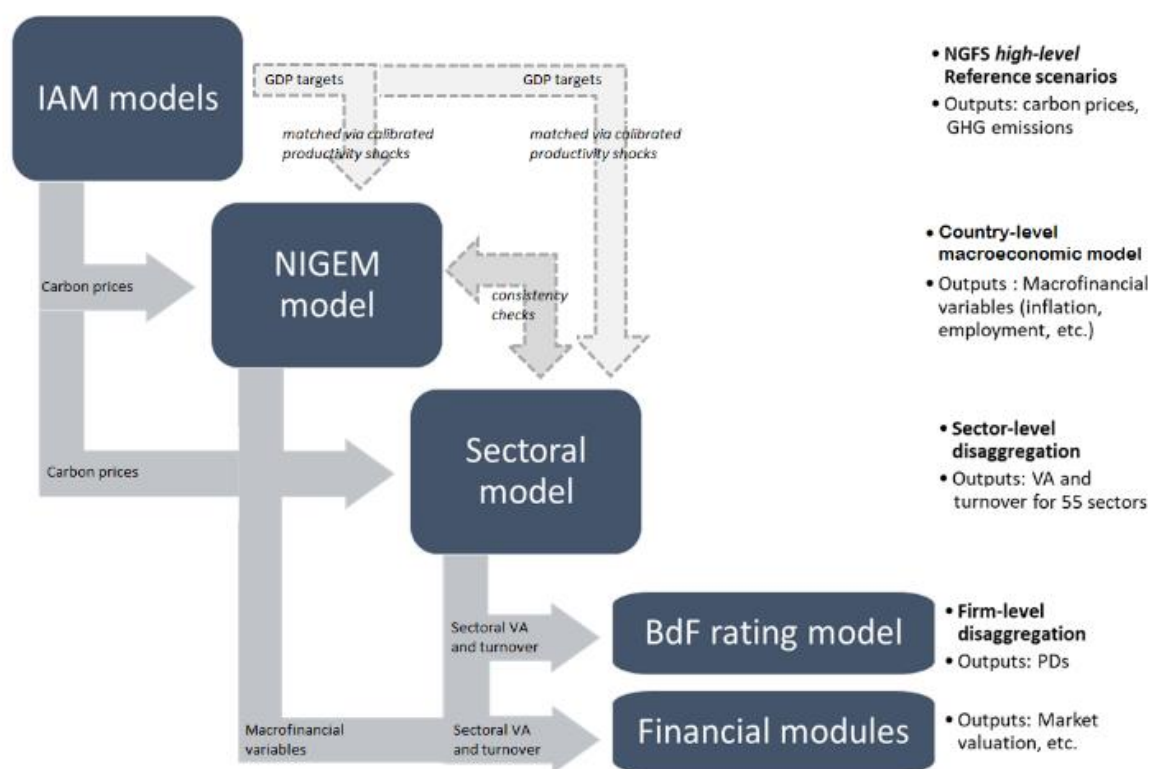 IAM models
GDP targets
GDP targets
matched via calibrated
productivity shocks
matched via calibrated
productivity shocks
• NGFS high-level
Reference scenarios
• Outputs: carbon prices,
GHG emissions
Carbon prices
NIGEM
model
consistency
checks
• Country-level
macroeconomic model
• Outputs : Macrofinancial
variables (inflation,
employment, etc.)
Carbon prices
Sectoral
model
• Sector-level
disaggregation
• Outputs: VA and
turnover for 55 sectors
Sectoral VA
and turnover
BdF rating model
• Firm-level
disaggregation
• Outputs: PDs
Macrofinancial
variables
Sectoral VA
and turnover
Financial modules
• Outputs: Market
valuation, etc.